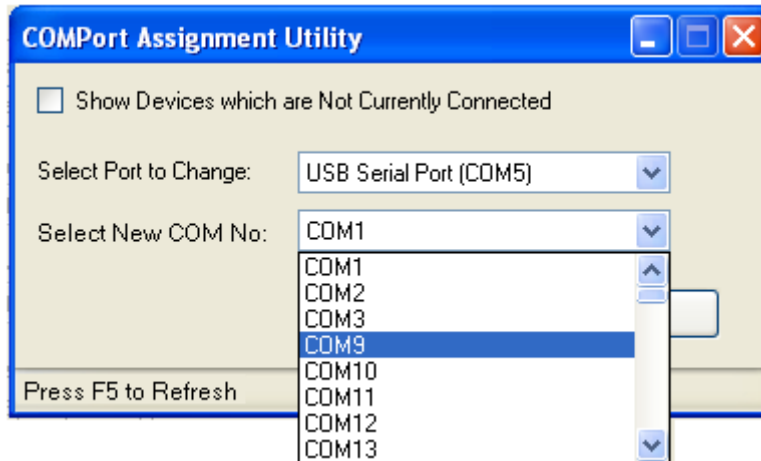 COMPort Assignment Utility
Show Devices which are Not Currently Connected
Select Port to Change: USB Serial Port (COM5)
Select New COM No: COM1
COM1
COM2
COM3
COM9
COM10
COM11
COM12
COM13
Press F5 to Refresh